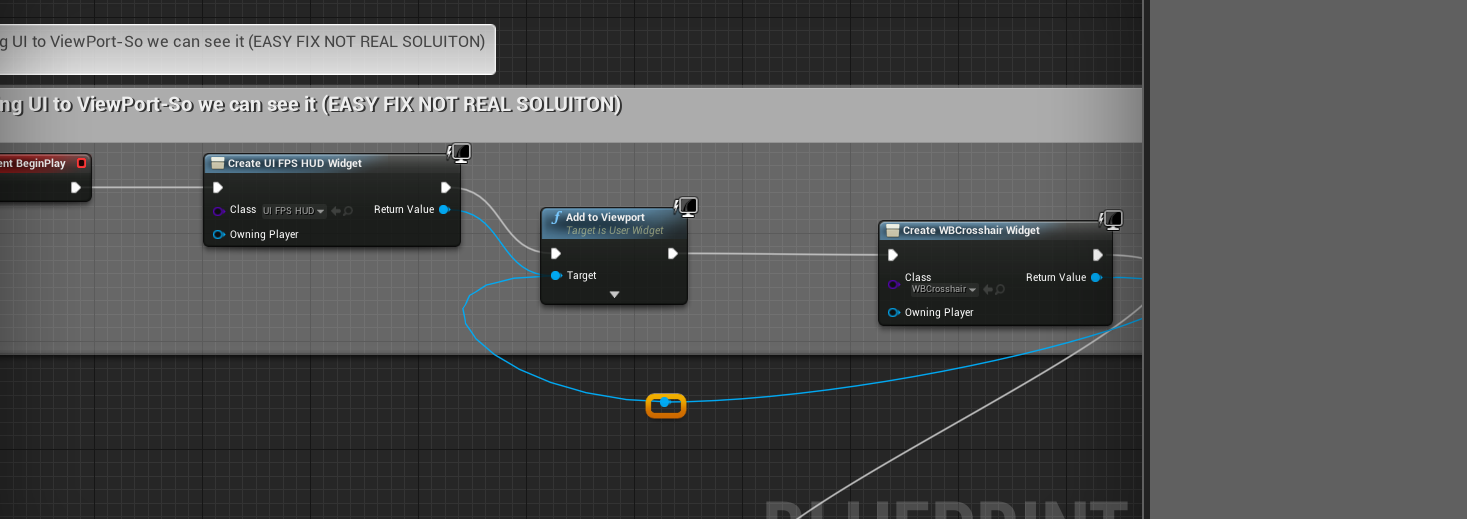 g UI to ViewPort-So we can see it (EASY FIX NOT REAL SOLUITON)
ng UI to ViewPort-So we can see it (EASY FIX NOT REAL SOLUITON)
ent BeginPlay
Create UI FPS HUD Widget
Class UI FPS HUD
Return Value
Owning Player
Add to Viewport
Target is User Widget
Target
Create WBCrosshair Widget
Class
WBCrosshair
Return Value
Owning Player
BLUEPRINT